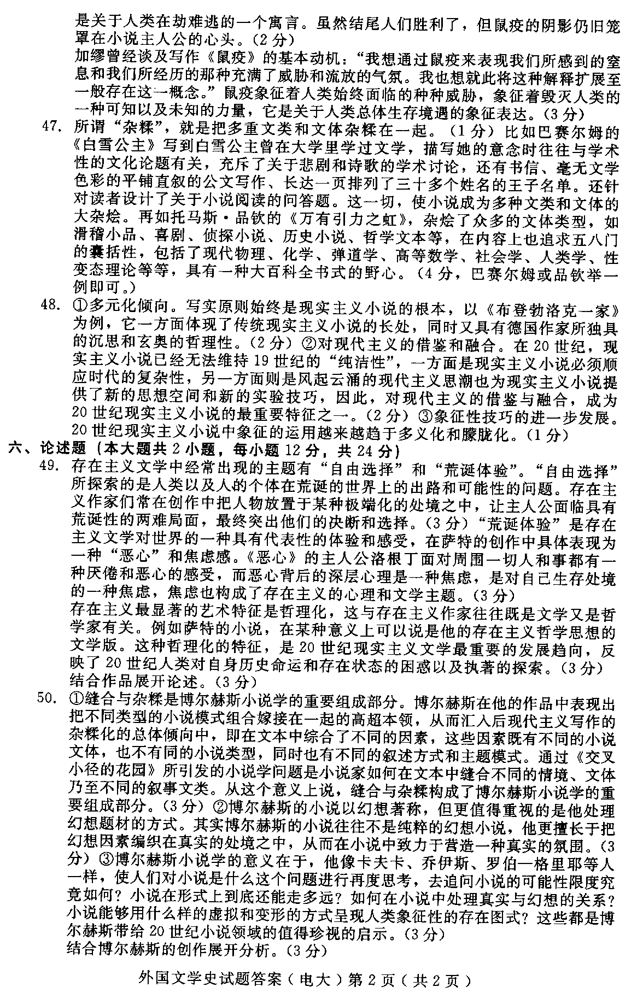 是关于人类在劫难逃的一个寓言。虽然结尾人们胜利了，但鼠疫的阴影仍旧笼
罩在小说主人公的心头。（2 分）
加缪曾经谈及写作《鼠疫》的基本动机：“我想通过鼠疫来表现我们所感到的窒
息和我们所经历的那种充满了威胁和流放的气氛。我也想就此将这种解释扩展至
一般存在这一概念。”鼠疫象征着人类始终面临的种种威胁，象征着毁灭人类的
一种可知以及未知的力量，它是关于人类总体生存境遇的象征表达。（3 分）
47. 所谓“杂糅”，就是把多重文类和文体杂糅在一起。（1 分）比如巴赛尔姆的
《白雪公主》写到白雪公主曾在大学里学过文学，描写她的意念时往往与学术
性的文化论题有关，充斥了关于悲剧和诗歌的学术讨论，还有书信、毫无文学
色彩的平铺直叙的公文写作、长达一页排列了三十多个姓名的王子名单。还针
对读者设计了关于小说阅读的问答题。这一切，使小说成为多种文类和文体的
大杂烩。再如托马斯·品钦的《万有引力之虹》，杂烩了众多的文体类型，如
滑稽小品、喜剧、侦探小说、历史小说、哲学文本等，在内容上也追求五八门
的囊括性，包括了现代物理、化学、弹道学、高等数学、社会学、人类学、性
变态理论等等，具有一种大百科全书式的野心。（4 分，巴赛尔姆或品钦举一
例即可。）
48. ①多元化倾向。写实原则始终是现实主义小说的根本，以《布登勃洛克一家》
为例，它一方面体现了传统现实主义小说的长处，同时又具有德国作家所独具
的沉思和玄奥的哲理性。（2 分）②对现代主义的借鉴和融合。在 20 世纪，现
实主义小说已经无法维持 19 世纪的“纯洁性”，一方面是现实主义小说必须顺
应时代的复杂性，另一方面则是风起云涌的现代主义思潮也为现实主义小说提
供了新的思想空间和新的实验技巧，因此，对现代主义的借鉴与融合，成为
20 世纪现实主义小说的最重要特征之一。（2 分）③象征性技巧的进一步发展。
20 世纪现实主义小说中象征的运用越来越趋于多义化和朦胧化。（1 分）
六、论述题（本大题共 2 小题，每小题 12 分，共 24 分）
49. 存在主义文学中经常出现的主题有“自由选择”和“荒诞体验”。“自由选择”
所探索的是人类以及人的个体在荒诞的世界上的出路和可能性的问题。存在主
义作家们常在创作中把人物放置于某种极端化的处境之中，让主人公面临具有
荒诞性的两难局面，最终突出他们的决断和选择。（3 分）“荒诞体验”是存在
主义文学对世界的一种具有代表性的体验和感受，在萨特的创作中具体表现为
一种“恶心”和焦虑感。《恶心》的主人公洛根丁面对周围一切人和事都有一
种厌倦和恶心的感受，而恶心背后的深层心理是一种焦虑，是对自己生存处境
的一种焦虑，焦虑也构成了存在主义的心理和文学主题。（3 分）
存在主义最显著的艺术特征是哲理化，这与存在主义作家往往既是文学又是哲
学家有关。例如萨特的小说，在某种意义上可以说是他的存在主义哲学思想的
文学版。这种哲理化的特征，是 20 世纪现实主义文学最重要的发展趋向，反
映了 20 世纪人类对自身历史命运和存在状态的困惑以及执著的探索。（3 分）
结合作品展开论述。（3 分）
50. ①缝合与杂糅是博尔赫斯小说学的重要组成部分。博尔赫斯在他的作品中表现出
把不同类型的小说模式组合嫁接在一起的高超本领，从而汇入后现代主义写作的
杂糅化的总体倾向中，即在文本中综合了不同的因素，这些因素既有不同的小说
文体，也不有同的小说类型，同时也有不同的叙述方式和主题模式。通过《交叉
小径的花园》所引发的小说学问题是小说家如何在文本中缝合不同的情境、文体
乃至不同的叙事文类。从这个意义上说，缝合与杂糅构成了博尔赫斯小说学的重
要组成部分。（3 分）②博尔赫斯的小说以幻想著称，但更值得重视的是他处理
幻想题材的方式。其实博尔赫斯的小说往往不是纯粹的幻想小说，他更擅长于把
幻想因素编织在真实的处境之中，从而在小说中致力于营造一种真实的氛围。（3
分）③博尔赫斯小说学的意义在于，他像卡夫卡、乔伊斯、罗伯—格里耶等人
一样，使人们对小说是什么这个问题进行再度思考，去追问小说的可能性限度究
竟如何？小说在形式上到底还能走多远？如何在小说中处理真实与幻想的关系？
小说能够用什么样的虚拟和变形的方式呈现人类象征性的存在图式？这些都是博
尔赫斯带给 20 世纪小说领域的值得珍视的启示。（3 分）
结合博尔赫斯的创作展开分析。（3 分）
外国文学史试题答案（电大）第 2 页（共 2 页）